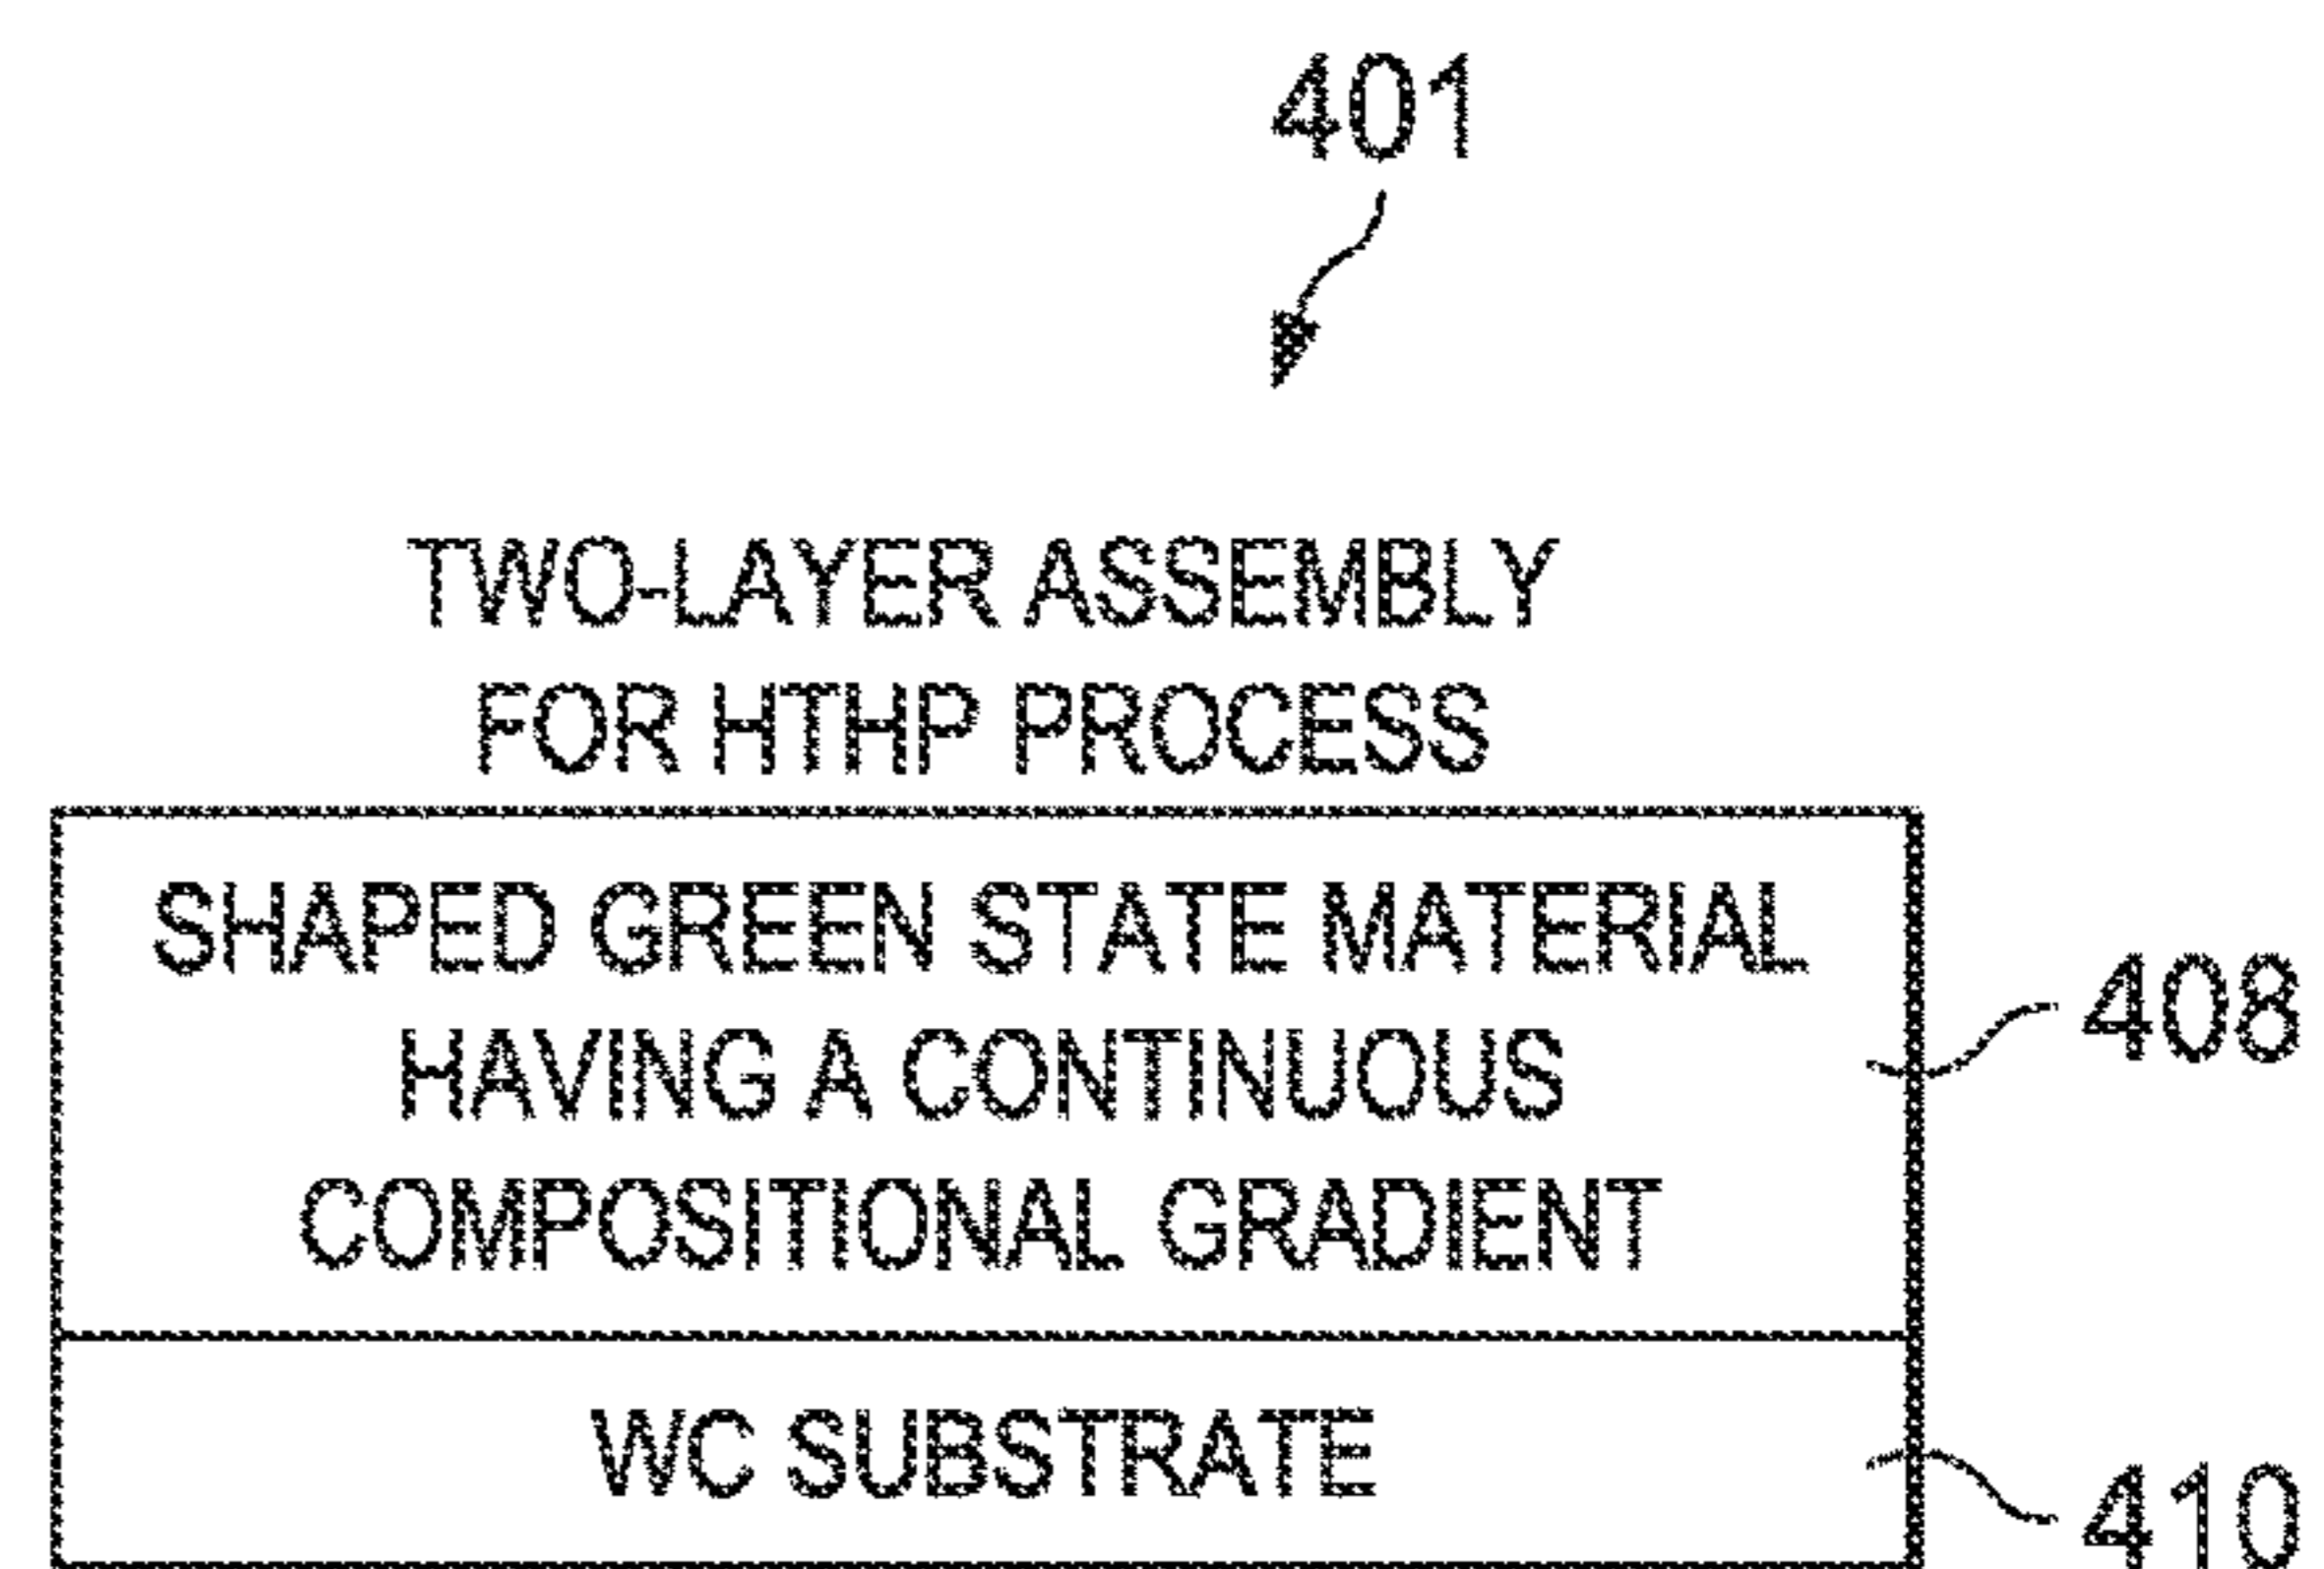 401
TWO-LAYER ASSEMBLY
FOR HTHP PROCESS
SHAPED GREEN STATE MATERIAL
HAVING A CONTINUOUS
COMPOSITIONAL GRADIENT
408
WC SUBSTRATE
410